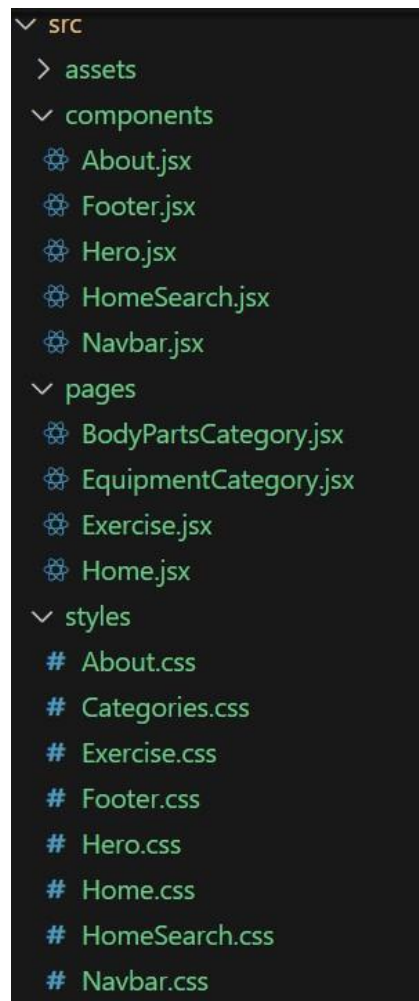 src
assets
components
About.jsx
Footer.jsx
Hero.jsx
HomeSearch.jsx
Navbar.jsx
pages
BodyPartsCategory.jsx
EquipmentCategory.jsx
Exercise.jsx
Home.jsx
styles
# About.css
# Categories.css
# Exercise.css
# Footer.css
# Hero.css
# Home.css
# HomeSearch.css
# Navbar.css